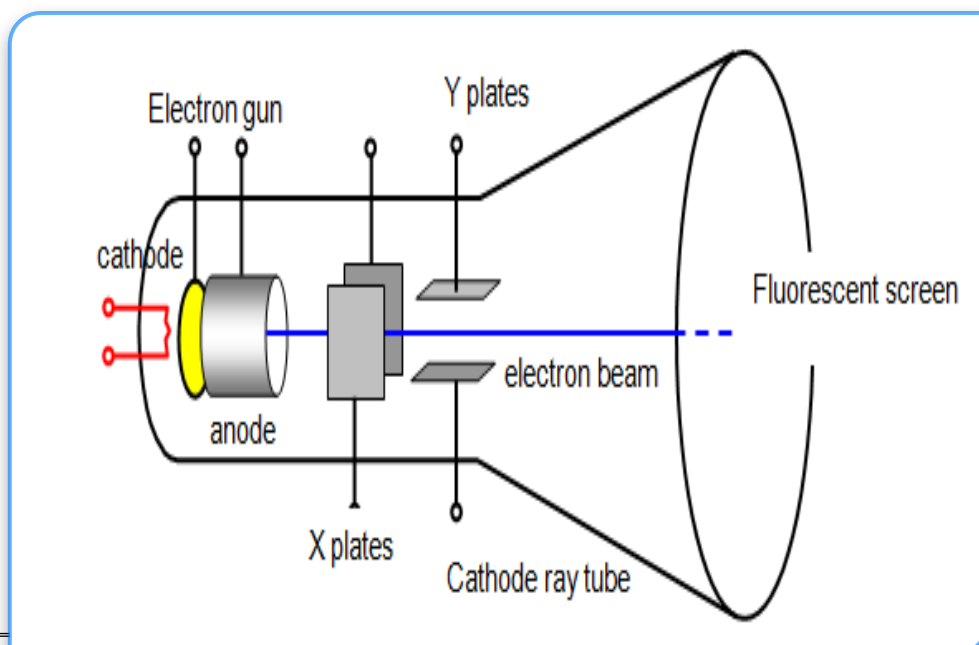 Y plates
Electron gun
cathode
Fluorescent screen
electron beam
anode
X plates
Cathode ray tube